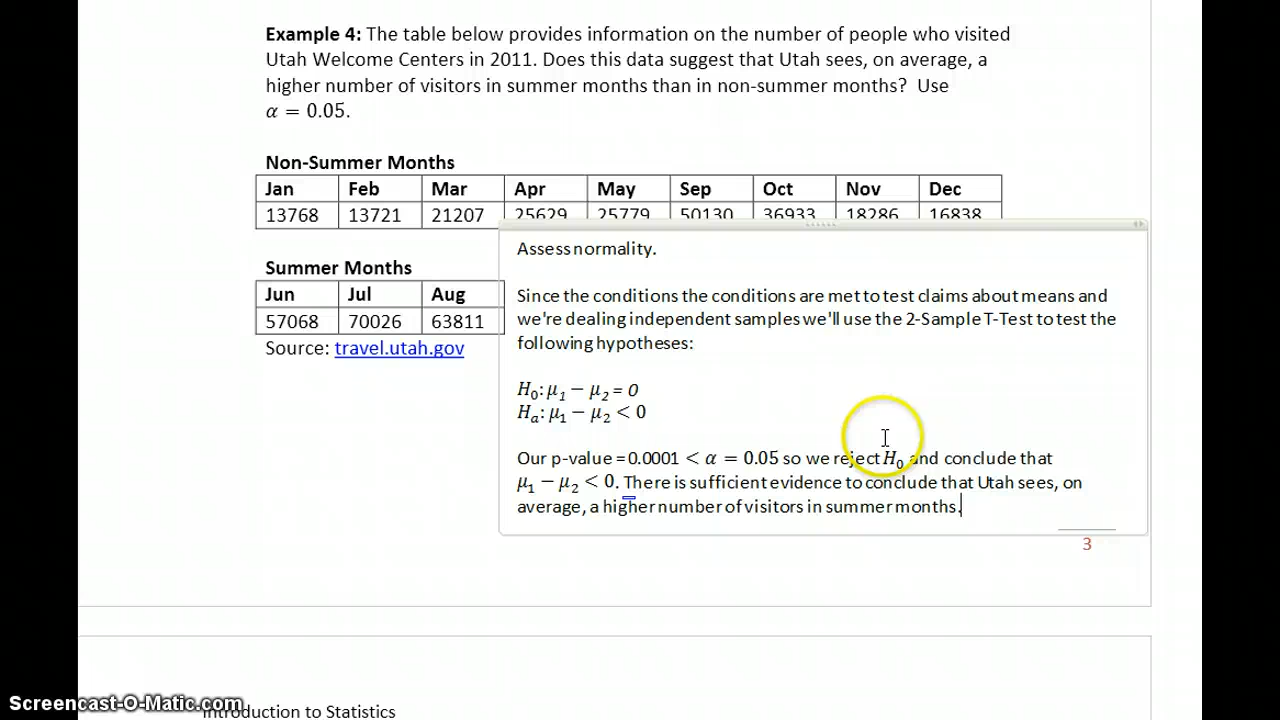 Example 4: The table below provides information on the number of people who visited
Utah Welcome Centers in 2011. Does this data suggest that Utah sees, on average, a
higher number of visitors in summer months than in non-summer months? Use
α = 0.05.
Non-Summer Months
Jan Feb Mar Apr May Sep Oct Nov Dec
13768 13721 21207 25629 25779 50130 36933 18286 16838
Assess normality.
Summer Months
Jun Jul Aug
57068 70026 63811
Source: travel.utah.gov
Since the conditions the conditions are met to test claims about means and
we're dealing independent samples we'll use the 2-Sample T-Test to test the
following hypotheses:
H₀: μ₁ − μ₂ = 0
Hₐ: μ₁ − μ₂ < 0
Our p-value = 0.0001 < α = 0.05 so we reject H₀ and conclude that
μ₁ − μ₂ < 0. There is sufficient evidence to conclude that Utah sees, on
average, a higher number of visitors in summer months.
3
Screencast-O-Matic.com
Introduction to Statistics